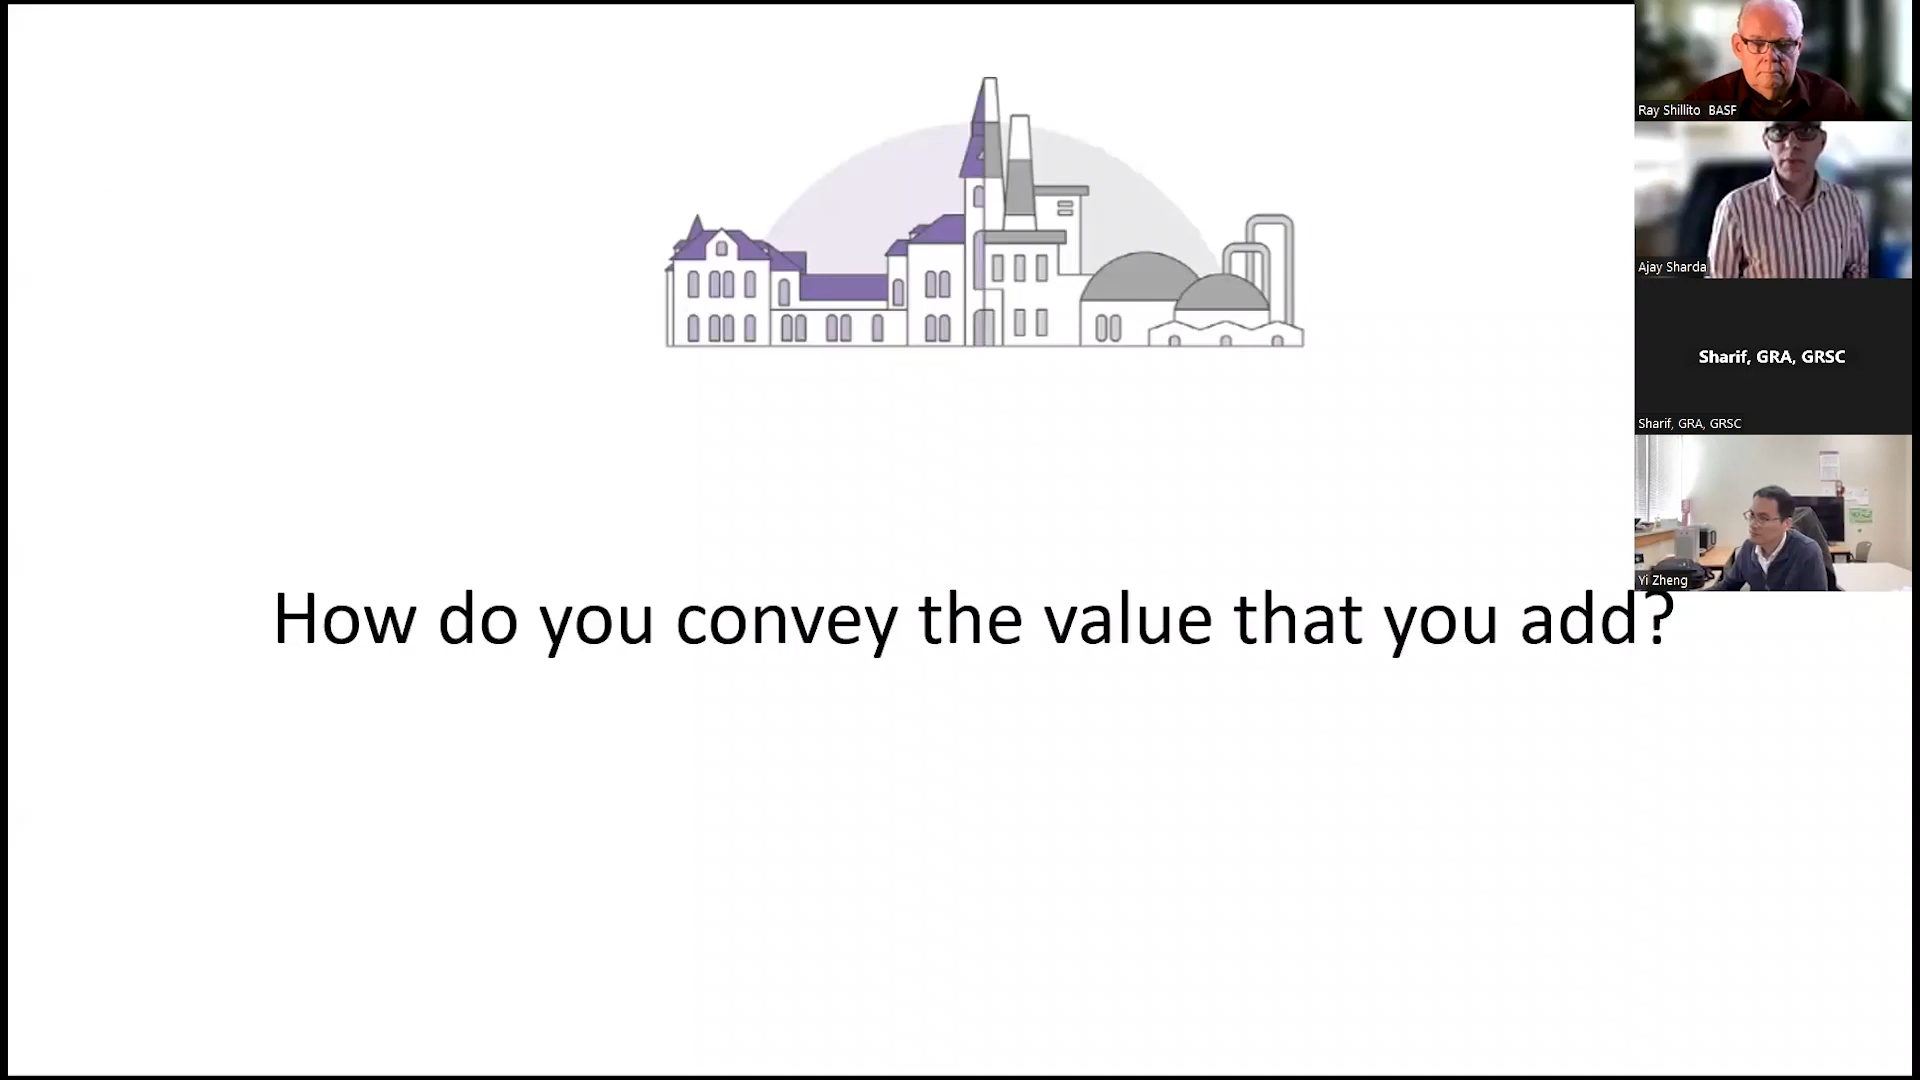 Ray Shillito BASF
Ajay Sharda
Sharif, GRA, GRSC
Sharif, GRA, GRSC
Yi Zheng
How do you convey the value that you add?